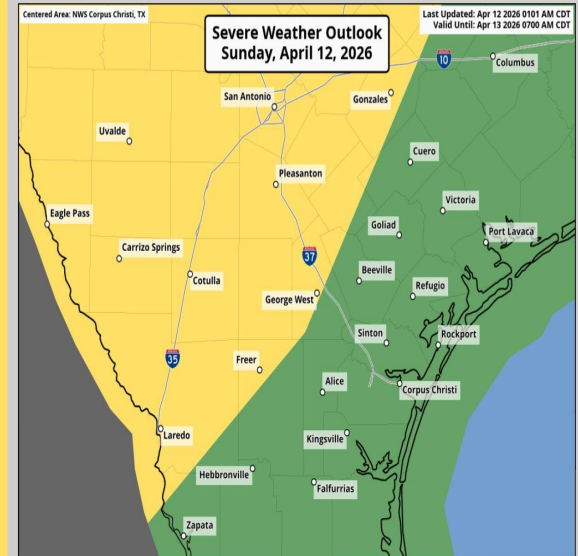 Centered Area: NWS Corpus Christi, TX
Severe Weather Outlook
Sunday, April 12, 2026
Last Updated: Apr 12 2026 0101 AM CDT
Valid Until: Apr 13 2026 0700 AM CDT
10
Columbus
San Antonio
Gonzales
Uvalde
Cuero
Pleasanton
Victoria
Eagle Pass
Goliad
Port Lavaca
Carrizo Springs
37
Cotulla
Beeville
George West
Refugio
Sinton
Rockport
35
Freer
Alice
Corpus Christi
Laredo
Kingsville
Hebbronville
Falfurrias
Zapata